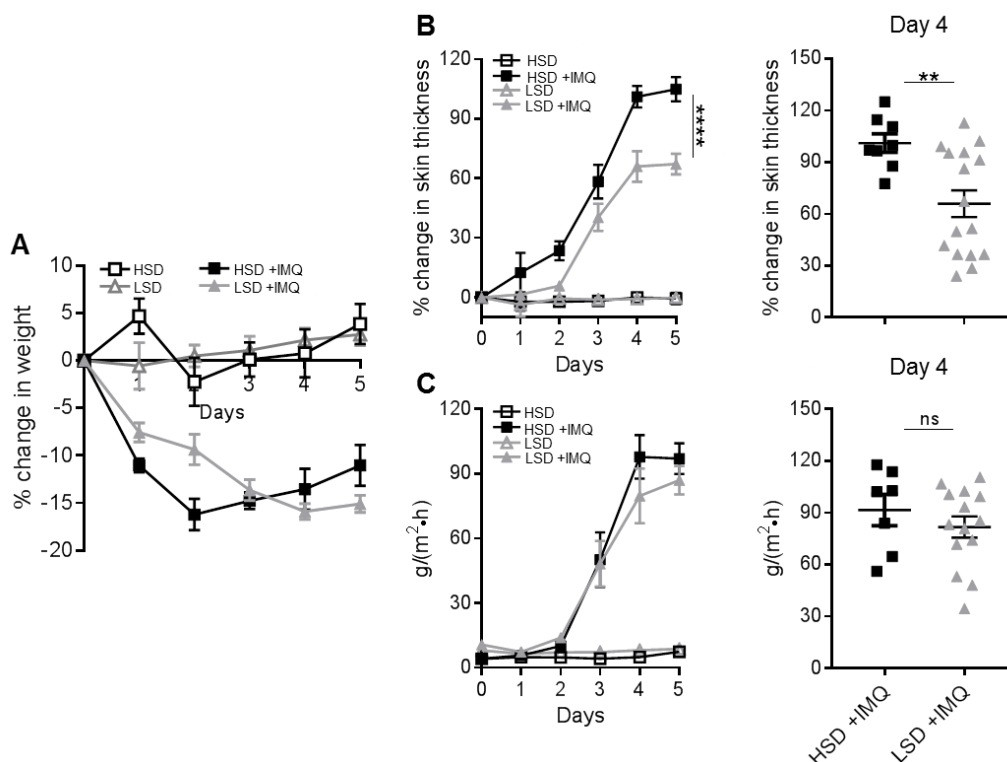 A
10
5
0
-5
-10
-15
-20
% change in weight
HSD
LSD
HSD +IMQ
LSD +IMQ
1 3 4 5
Days
B
120
90
60
30
0
% change in skin thickness
HSD
HSD +IMQ
LSD
LSD +IMQ
****
0 1 2 3 4 5
Days
Day 4
150
120
90
60
30
0
% change in skin thickness
**
C
120
90
60
30
0
g/(m²•h)
HSD
HSD +IMQ
LSD
LSD +IMQ
0 1 2 3 4 5
Days
Day 4
150
120
90
60
30
0
g/(m²•h)
ns
HSD +IMQ
LSD +IMQ